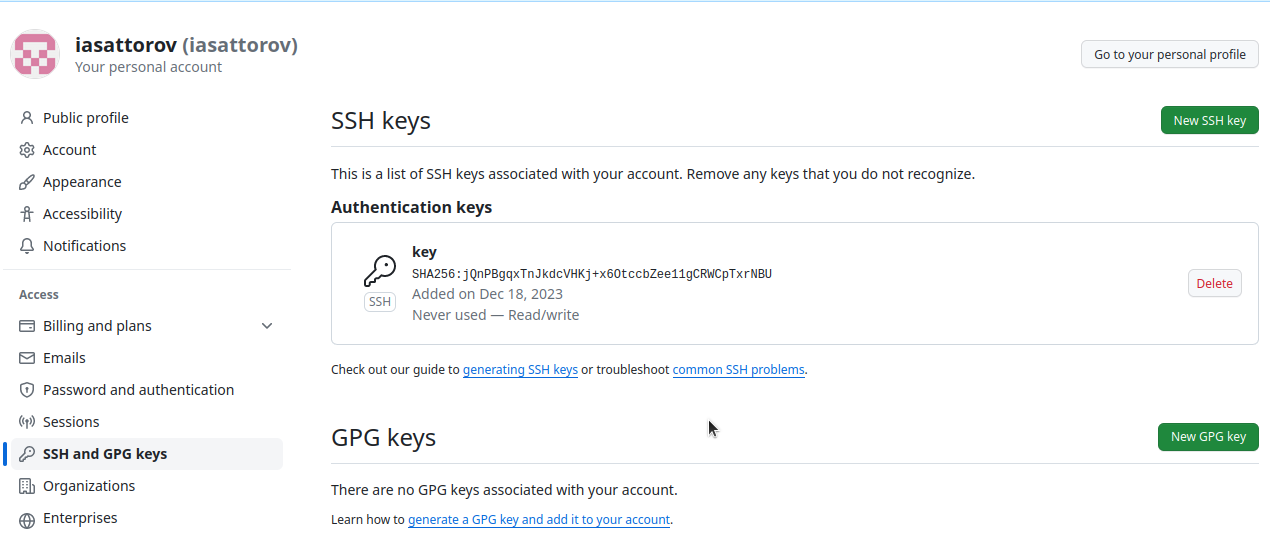 iasattorov (iasattorov)
Your personal account
Go to your personal profile
Public profile
Account
Appearance
Accessibility
Notifications
Access
Billing and plans
Emails
Password and authentication
Sessions
SSH and GPG keys
Organizations
Enterprises
SSH keys
New SSH key
This is a list of SSH keys associated with your account. Remove any keys that you do not recognize.
Authentication keys
key
SHA256:jQnPBgqxTnJkdcVHKj+x6OtccbZee11gCRWCpTxrNBU
SSH
Added on Dec 18, 2023
Never used — Read/write
Delete
Check out our guide to generating SSH keys or troubleshoot common SSH problems.
GPG keys
New GPG key
There are no GPG keys associated with your account.
Learn how to generate a GPG key and add it to your account.